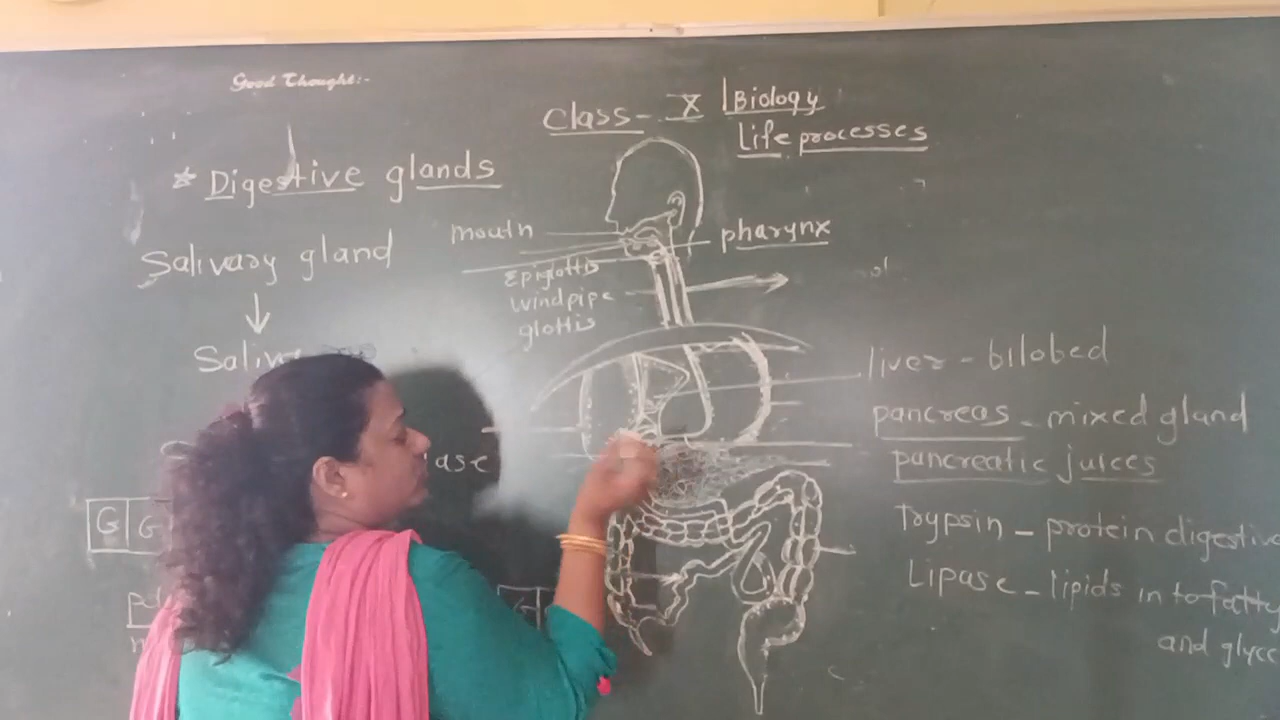 Good Thought:-
Class - X Biology
Life processes
* Digestive glands
mouth
pharynx
Salivary gland
Epiglottis
windpipe
glottis
liver - bilobed
pancreas - mixed gland
pancreatic juices
G G
Trypsin - protein digestive
Lipase - lipids in to fatty
and glyc